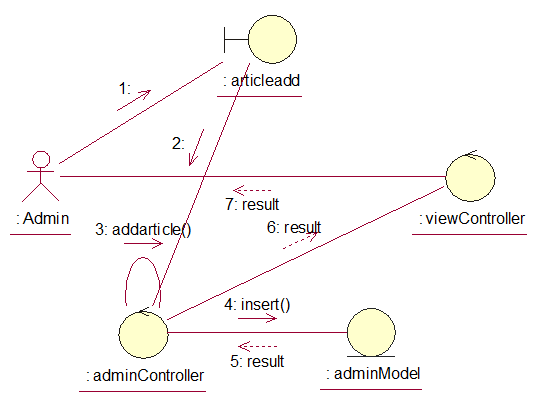 : articleadd
1:
2:
: Admin
7: result
: viewController
3: addarticle()
6: result
4: insert()
5: result
: adminController
: adminModel